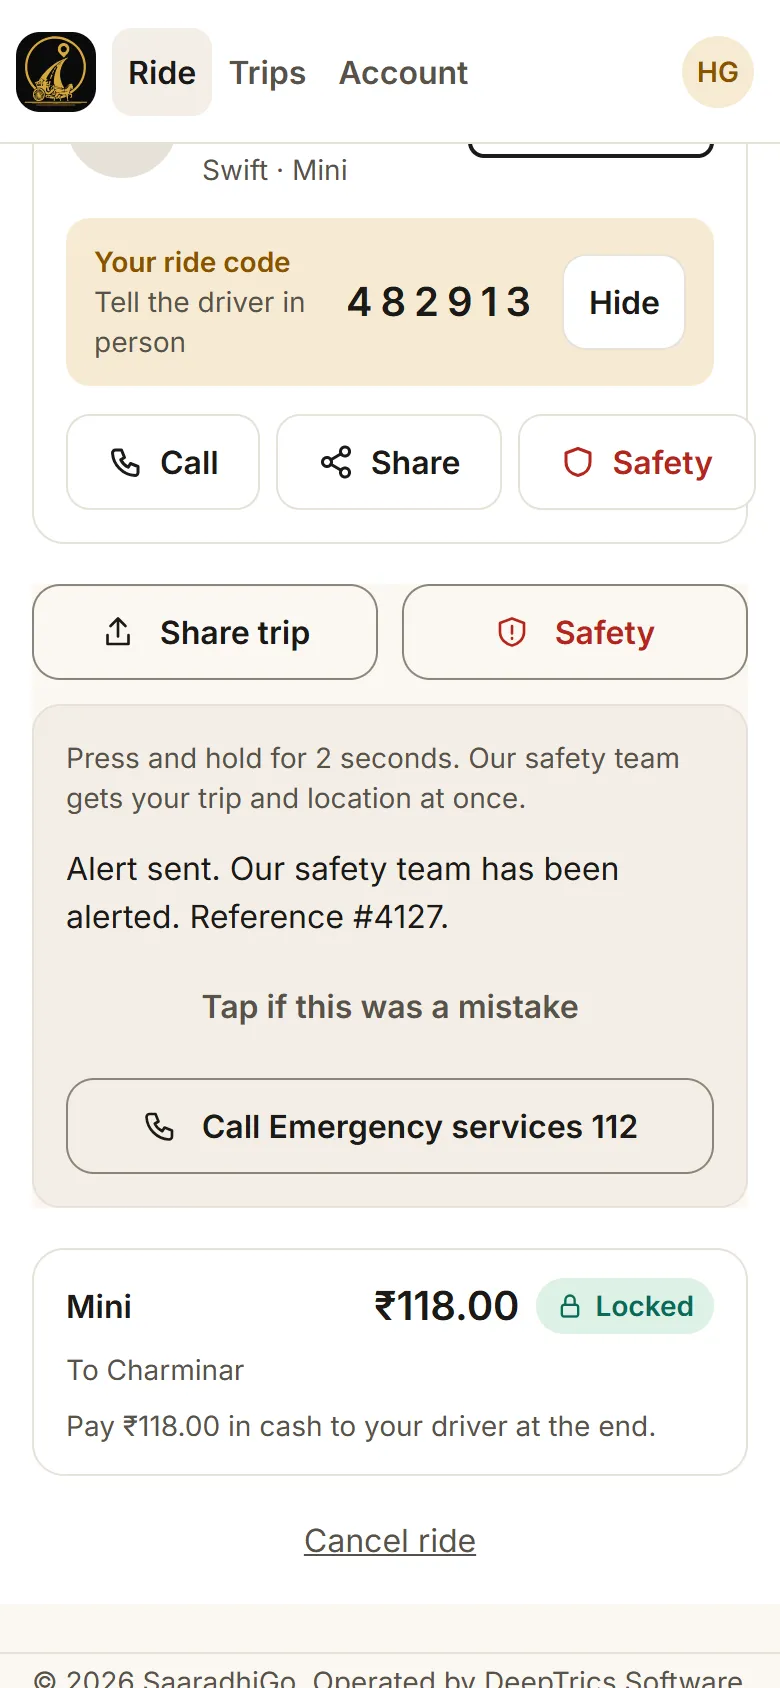 Ride Trips Account HG
Swift · Mini
Your ride code
Tell the driver in
person
482913
Hide
Call Share Safety
Share trip Safety
Press and hold for 2 seconds. Our safety team
gets your trip and location at once.
Alert sent. Our safety team has been
alerted. Reference #4127.
Tap if this was a mistake
Call Emergency services 112
Mini ₹118.00 Locked
To Charminar
Pay ₹118.00 in cash to your driver at the end.
Cancel ride
© 2026 SaaradhiGo. Operated by DeepTrics Software